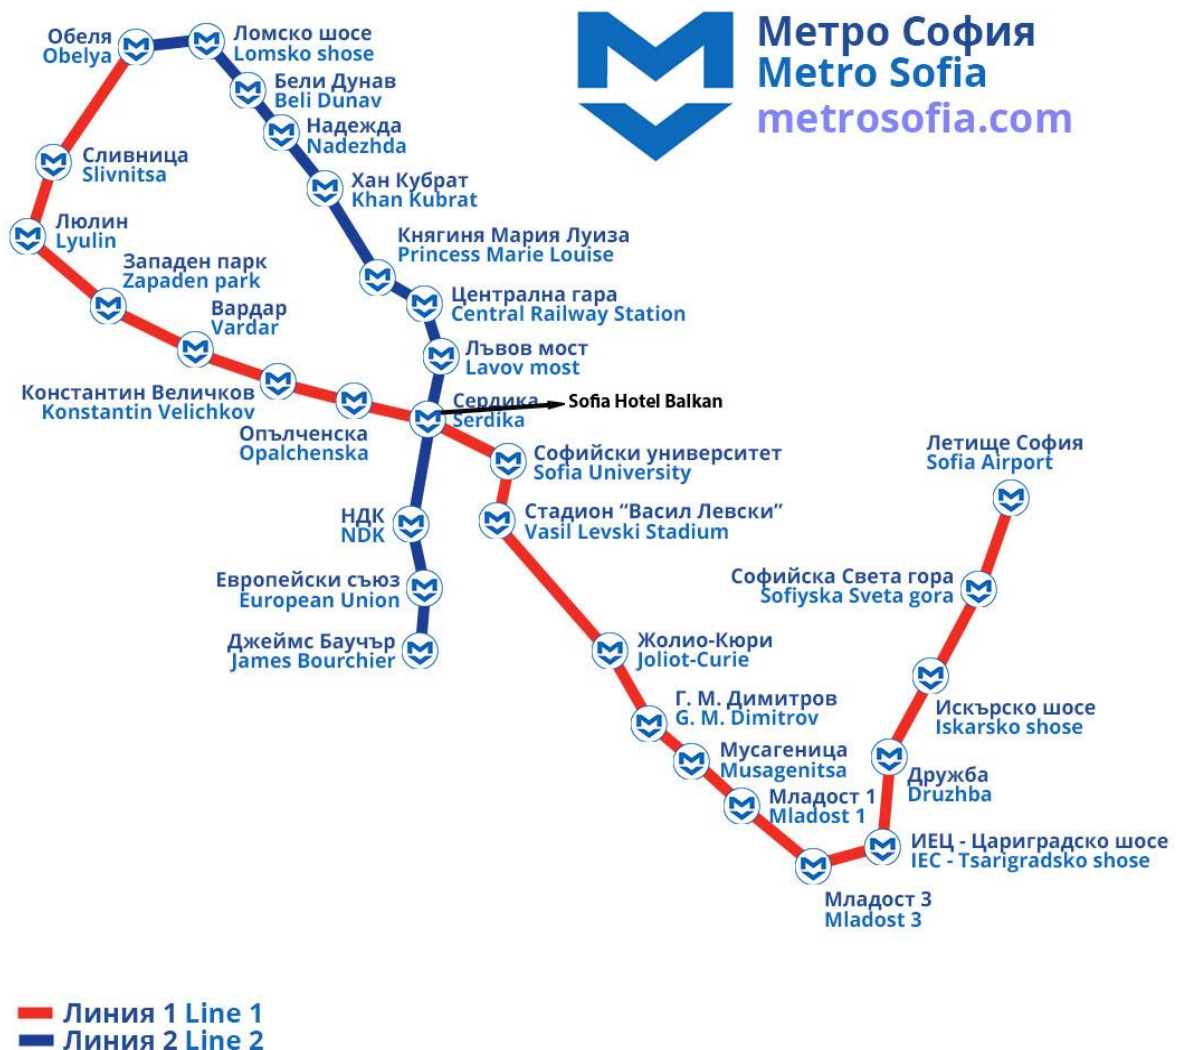 Метро София
Metro Sofia
metrosofia.com
Обеля
Obelya
Ломско шосе
Lomsko shose
Бели Дунав
Beli Dunav
Надежда
Nadezhda
Сливница
Slivnitsa
Хан Кубрат
Khan Kubrat
Люлин
Lyulin
Княгиня Мария Луиза
Princess Marie Louise
Западен парк
Zapaden park
Централна гара
Central Railway Station
Вардар
Vardar
Лъвов мост
Lavov most
Константин Величков
Konstantin Velichkov
Сердика
Serdika
Sofia Hotel Balkan
Опълченска
Opalchenska
Софийски университет
Sofia University
Летище София
Sofia Airport
НДК
NDK
Стадион “Васил Левски”
Vasil Levski Stadium
Европейски съюз
European Union
Софийска Света гора
Sofiyska Sveta gora
Джеймс Баучър
James Bourchier
Жолио-Кюри
Joliot-Curie
Г. М. Димитров
G. M. Dimitrov
Искърско шосе
Iskarsko shose
Мусагеница
Musagenitsa
Дружба
Druzhba
Младост 1
Mladost 1
ИЕЦ - Цариградско шосе
IEC - Tsarigradsko shose
Младост 3
Mladost 3
Линия 1 Line 1
Линия 2 Line 2